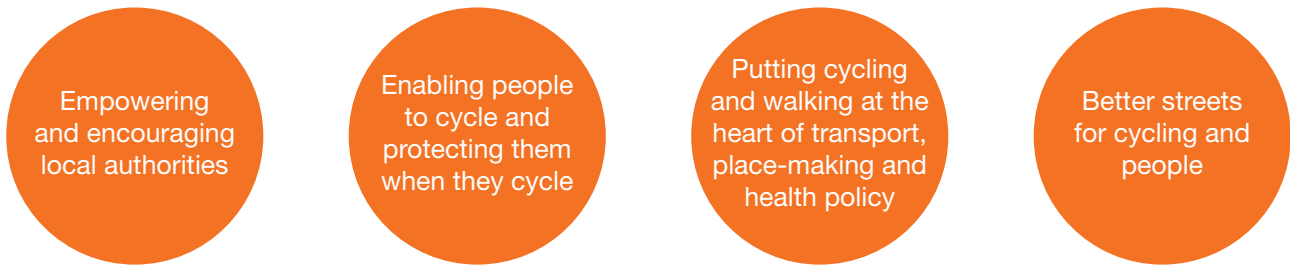 Empowering
and encouraging
local authorities
Enabling people
to cycle and
protecting them
when they cycle
Putting cycling
and walking at the
heart of transport,
place-making and
health policy
Better streets
for cycling and
people